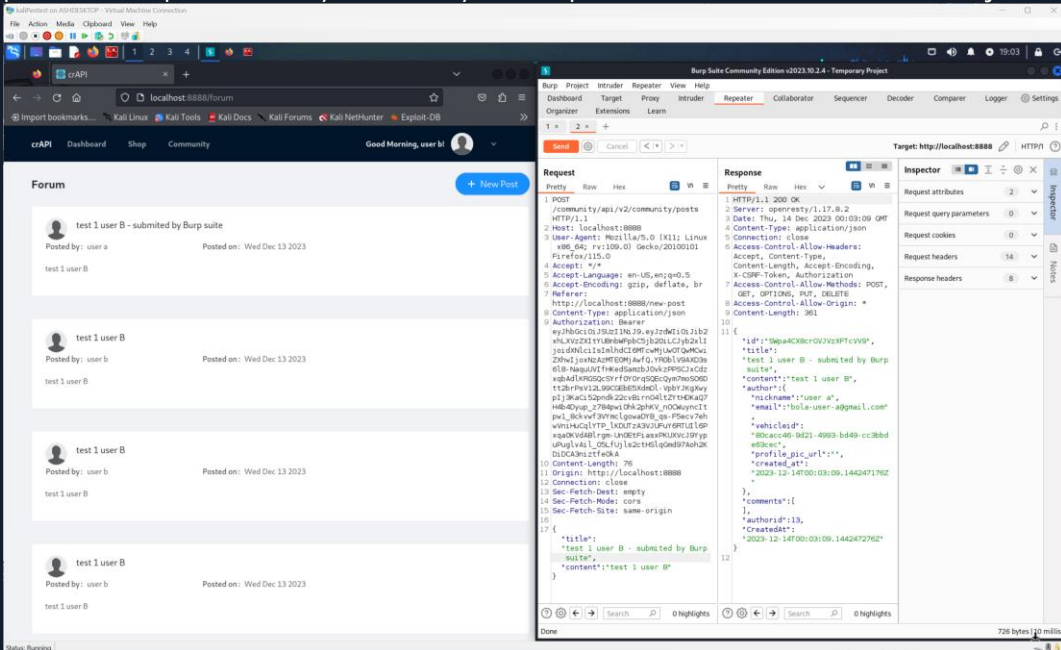 kaliPentest on ASHDESKTOP - Virtual Machine Connection
File Action Media Clipboard View Help
1 2 3 4
19:03
crAPI
localhost:8888/forum
Import bookmarks... Kali Linux Kali Tools Kali Docs Kali Forums Kali NetHunter Exploit-DB
crAPI Dashboard Shop Community Good Morning, user b!
Forum
+ New Post
test 1 user B - submited by Burp suite
Posted by: user a Posted on: Wed Dec 13 2023
test 1 user B
test 1 user B
Posted by: user b Posted on: Wed Dec 13 2023
test 1 user B
test 1 user B
Posted by: user b Posted on: Wed Dec 13 2023
test 1 user B
test 1 user B
Posted by: user b Posted on: Wed Dec 13 2023
test 1 user B
Status: Running
Burp Suite Community Edition v2023.10.2.4 - Temporary Project
Burp Project Intruder Repeater View Help
Dashboard Target Proxy Intruder Repeater Collaborator Sequencer Decoder Comparer Logger Settings
Organizer Extensions Learn
1 × 2 × +
Send Cancel < >
Target: http://localhost:8888 HTTP/1
Request
Pretty Raw Hex
1 POST
/community/api/v2/community/posts
HTTP/1.1
2 Host: localhost:8888
3 User-Agent: Mozilla/5.0 (X11; Linux
x86_64; rv:109.0) Gecko/20100101
Firefox/115.0
4 Accept: */*
5 Accept-Language: en-US,en;q=0.5
6 Accept-Encoding: gzip, deflate, br
7 Referer:
http://localhost:8888/new-post
8 Content-Type: application/json
9 Authorization: Bearer
10 Content-Length: 76
11 Origin: http://localhost:8888
12 Connection: close
13 Sec-Fetch-Dest: empty
14 Sec-Fetch-Mode: cors
15 Sec-Fetch-Site: same-origin
16
17 {
"title":
"test 1 user B - submited by Burp
suite",
"content":"test 1 user B"
}
Search 0 highlights
Done
Response
Pretty Raw Hex
1 HTTP/1.1 200 OK
2 Server: openresty/1.17.8.2
3 Date: Thu, 14 Dec 2023 00:03:09 GMT
4 Content-Type: application/json
5 Connection: close
6 Access-Control-Allow-Headers:
Accept, Content-Type,
Content-Length, Accept-Encoding,
X-CSRF-Token, Authorization
7 Access-Control-Allow-Methods: POST,
GET, OPTIONS, PUT, DELETE
8 Access-Control-Allow-Origin: *
9 Content-Length: 361
10
11 {
"id":"SWpa4CX8crGVJVzXPTcVV9",
"title":
"test 1 user B - submited by Burp
suite",
"content":"test 1 user B",
"author":{
"nickname":"user a",
"email":"bola-user-a@gmail.com"
,
"vehicleid":
"80cacc46-9d21-4993-bd49-cc3bbd
e63cec",
"profile_pic_url":"",
"created_at":
"2023-12-14T00:03:09.144247176Z
"
},
"comments":[
],
"authorid":13,
"CreatedAt":
"2023-12-14T00:03:09.144247276Z"
}
12
Search 0 highlights
Inspector
Request attributes 2
Request query parameters 0
Request cookies 0
Request headers 14
Response headers 8
Inspector
Notes
726 bytes | 10 millis